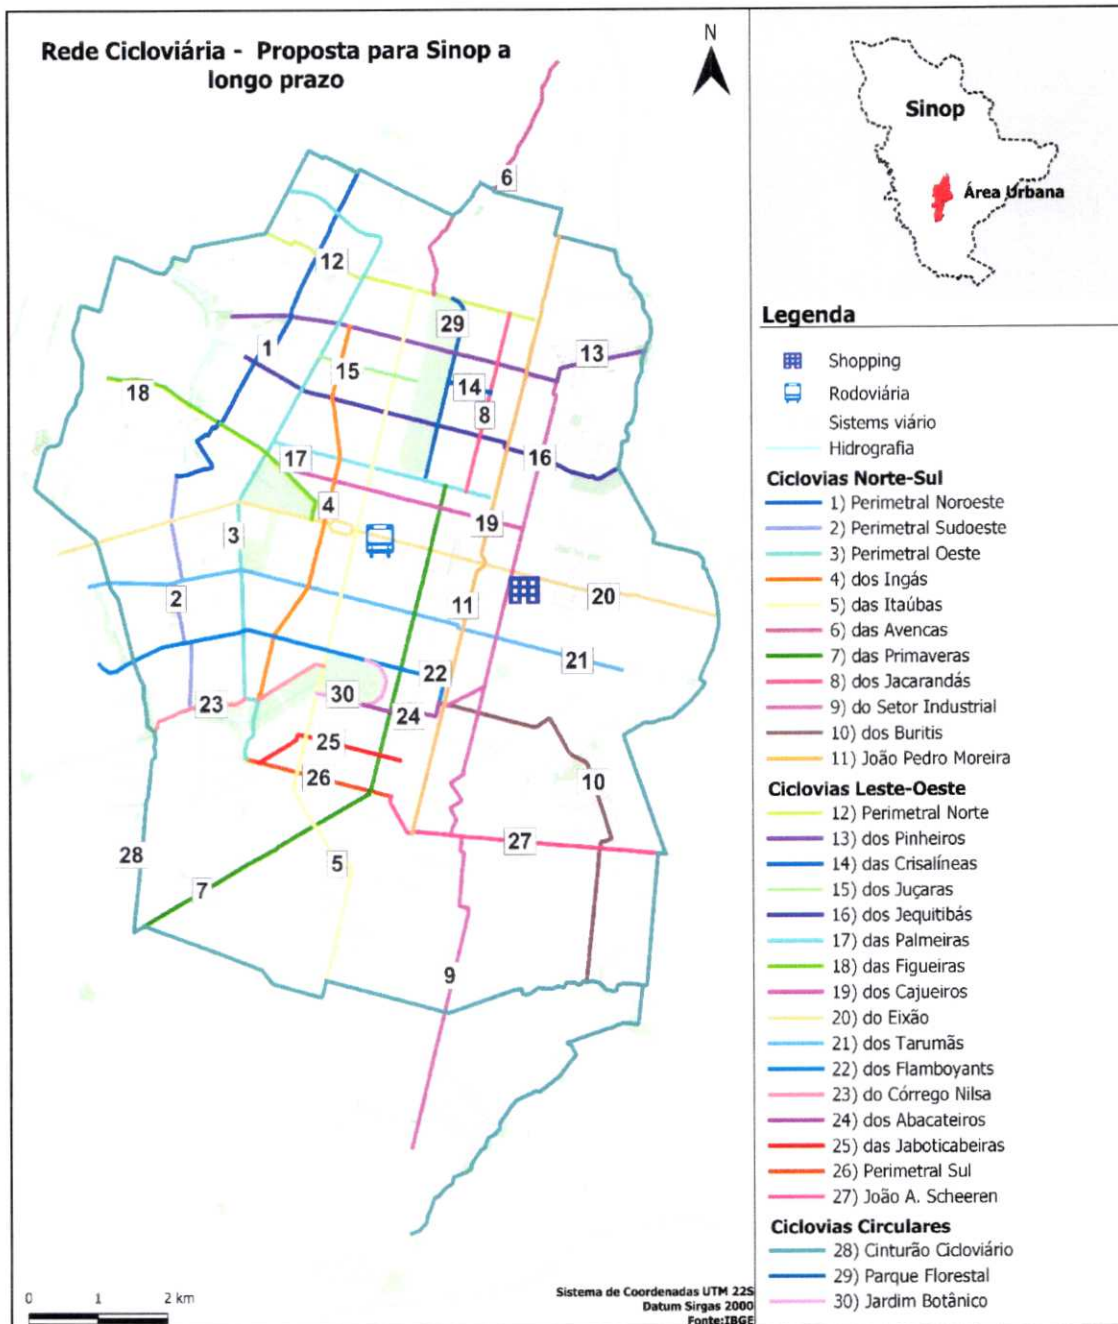 Rede Cicloviária - Proposta para Sinop a
longo prazo
N
6
12
29
13
1
15
14
18
8
17
16
4
19
3
20
11
2
21
22
30
23
24
25
26
10
27
5
28
7
9
0 1 2 km
Sistema de Coordenadas UTM 22S
Datum Sirgas 2000
Fonte:IBGE
Sinop
Área Urbana
Legenda
Shopping
Rodoviária
Sistems viário
Hidrografia
Ciclovias Norte-Sul
1) Perimetral Noroeste
2) Perimetral Sudoeste
3) Perimetral Oeste
4) dos Ingás
5) das Itaúbas
6) das Avencas
7) das Primaveras
8) dos Jacarandás
9) do Setor Industrial
10) dos Buritis
11) João Pedro Moreira
Ciclovias Leste-Oeste
12) Perimetral Norte
13) dos Pinheiros
14) das Crisalíneas
15) dos Juçaras
16) dos Jequitibás
17) das Palmeiras
18) das Figueiras
19) dos Cajueiros
20) do Eixão
21) dos Tarumãs
22) dos Flamboyants
23) do Córrego Nilsa
24) dos Abacateiros
25) das Jaboticabeiras
26) Perimetral Sul
27) João A. Scheeren
Ciclovias Circulares
28) Cinturão Cicloviário
29) Parque Florestal
30) Jardim Botânico